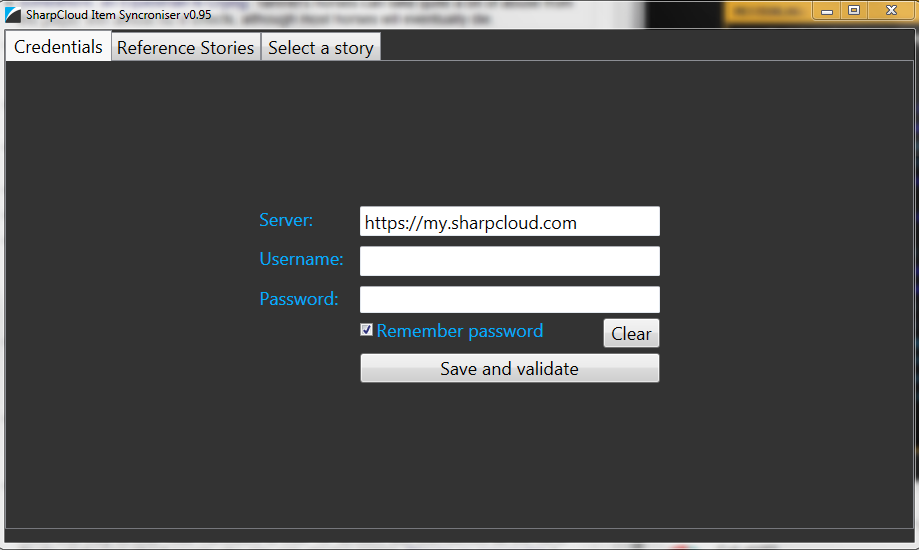 SharpCloud Item Syncroniser v0.95
Credentials Reference Stories Select a story
Server: https://my.sharpcloud.com
Username:
Password:
Remember password Clear
Save and validate